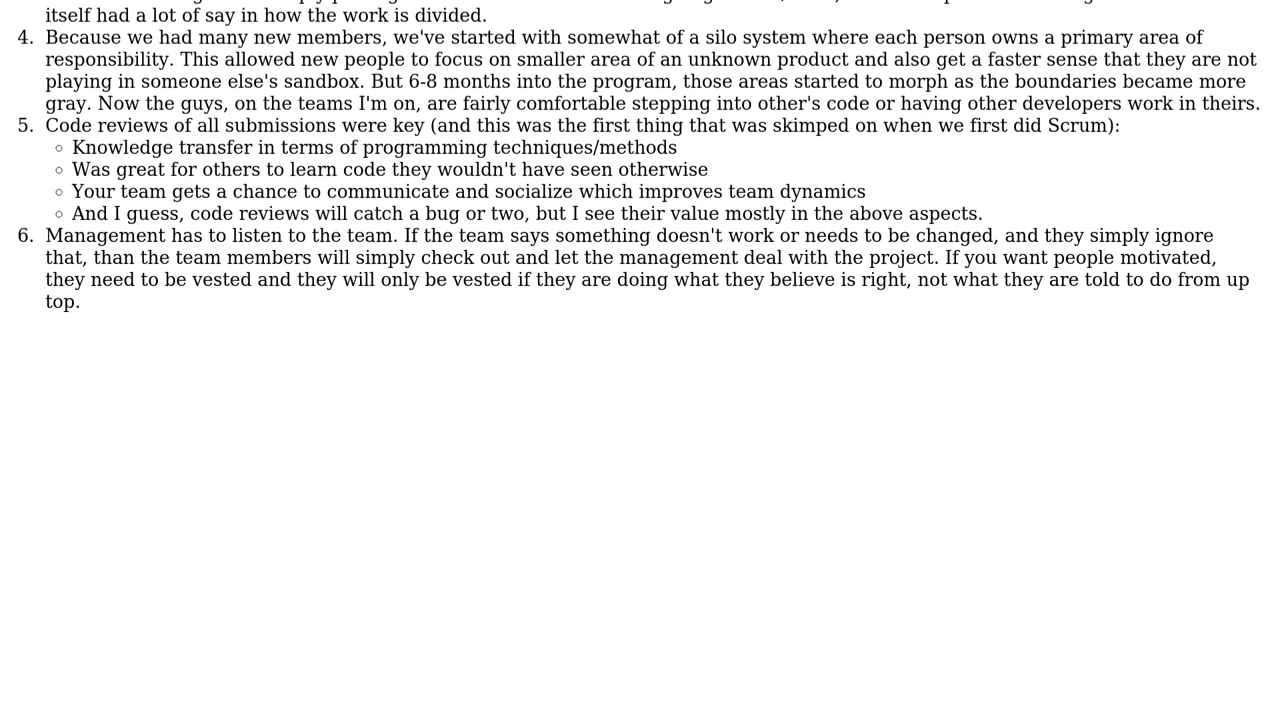 itself had a lot of say in how the work is divided.
4. Because we had many new members, we've started with somewhat of a silo system where each person owns a primary area of
responsibility. This allowed new people to focus on smaller area of an unknown product and also get a faster sense that they are not
playing in someone else's sandbox. But 6-8 months into the program, those areas started to morph as the boundaries became more
gray. Now the guys, on the teams I'm on, are fairly comfortable stepping into other's code or having other developers work in theirs.
5. Code reviews of all submissions were key (and this was the first thing that was skimped on when we first did Scrum):
◦ Knowledge transfer in terms of programming techniques/methods
◦ Was great for others to learn code they wouldn't have seen otherwise
◦ Your team gets a chance to communicate and socialize which improves team dynamics
◦ And I guess, code reviews will catch a bug or two, but I see their value mostly in the above aspects.
6. Management has to listen to the team. If the team says something doesn't work or needs to be changed, and they simply ignore
that, than the team members will simply check out and let the management deal with the project. If you want people motivated,
they need to be vested and they will only be vested if they are doing what they believe is right, not what they are told to do from up
top.